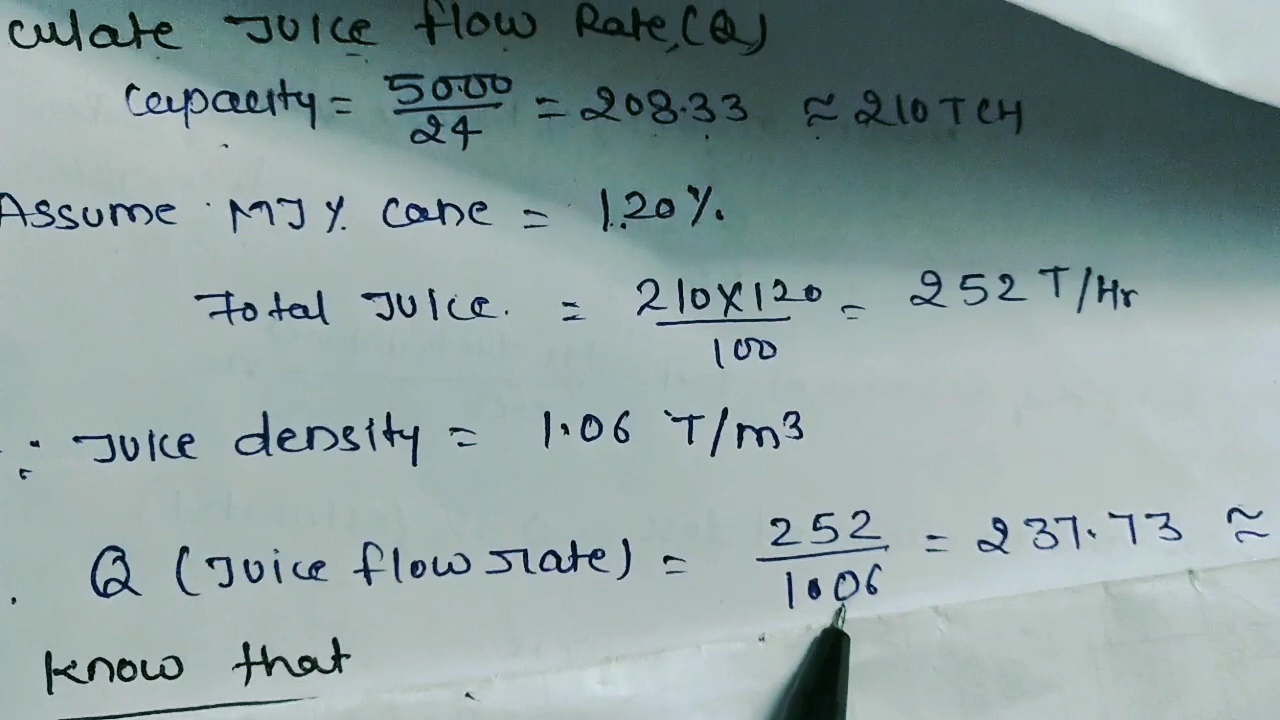 culate Juice flow Rate,(Q)
Capacity = 5000/24 = 208.33 ≈ 210 TCH
Assume MJ % cane = 120%.
Total Juice. = 210×120/100 = 252 T/Hr
∴ Juice density = 1.06 T/m3
Q (Juice flow rate) = 252/1.06 = 237.73 ≈
know that